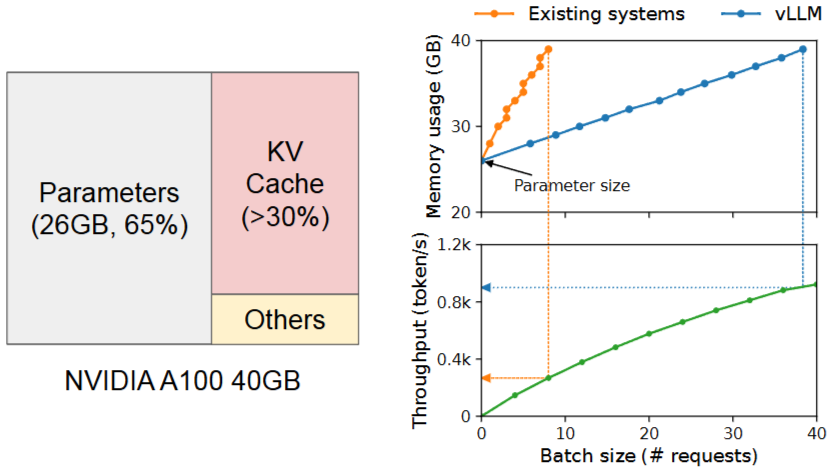 Parameters
(26GB, 65%)
KV
Cache
(>30%)
Others
NVIDIA A100 40GB
Existing systems
vLLM
Memory usage (GB)
40
30
20
Parameter size
Throughput (token/s)
1.2k
0.8k
0.4k
0
0 10 20 30 40
Batch size (# requests)